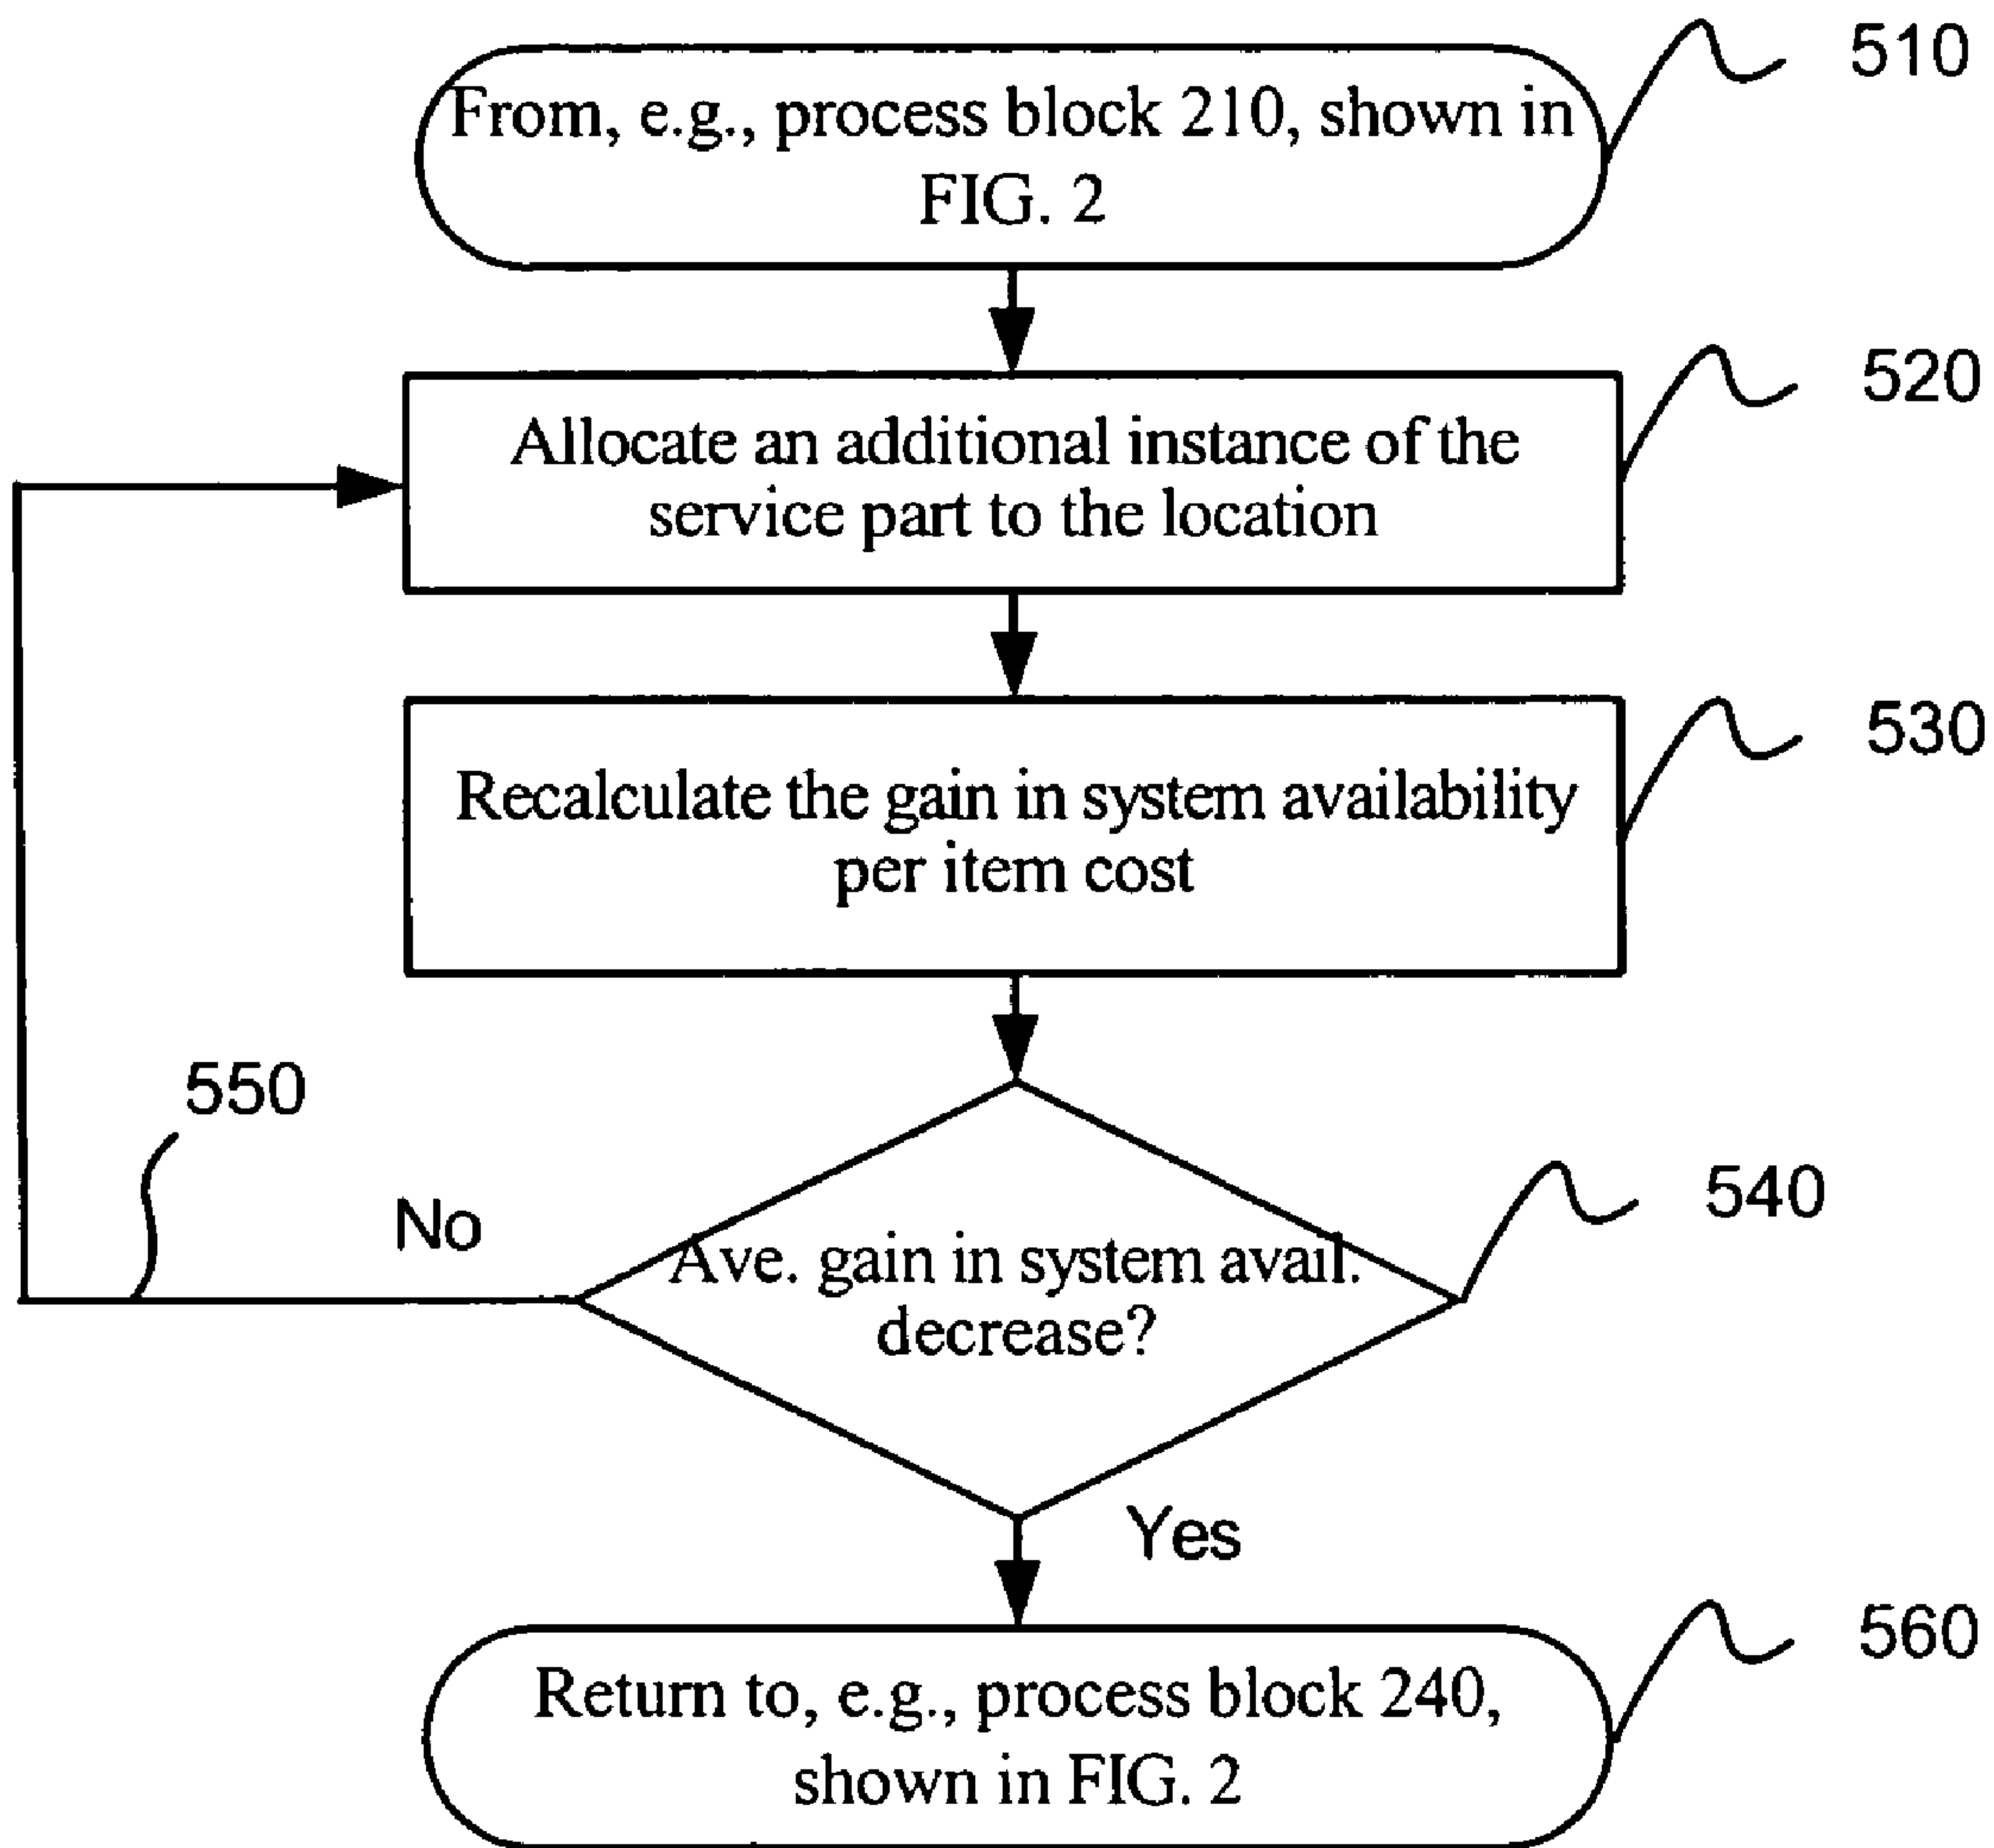 510
From, e.g., process block 210, shown in
FIG. 2
520
Allocate an additional instance of the
service part to the location
530
Recalculate the gain in system availability
per item cost
550
No
540
Ave. gain in system avail.
decrease?
Yes
560
Return to, e.g., process block 240,
shown in FIG. 2